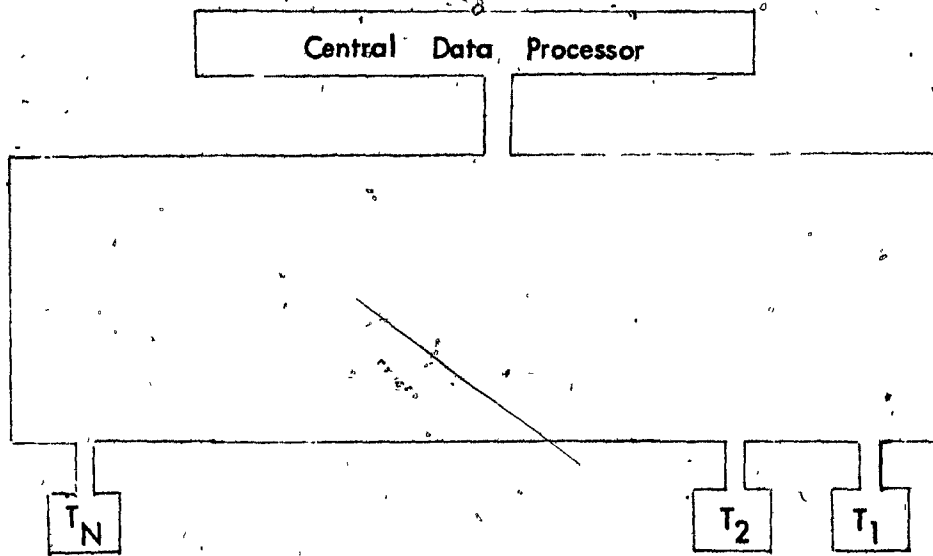 Central Data Processor
T_N T_2 T_1